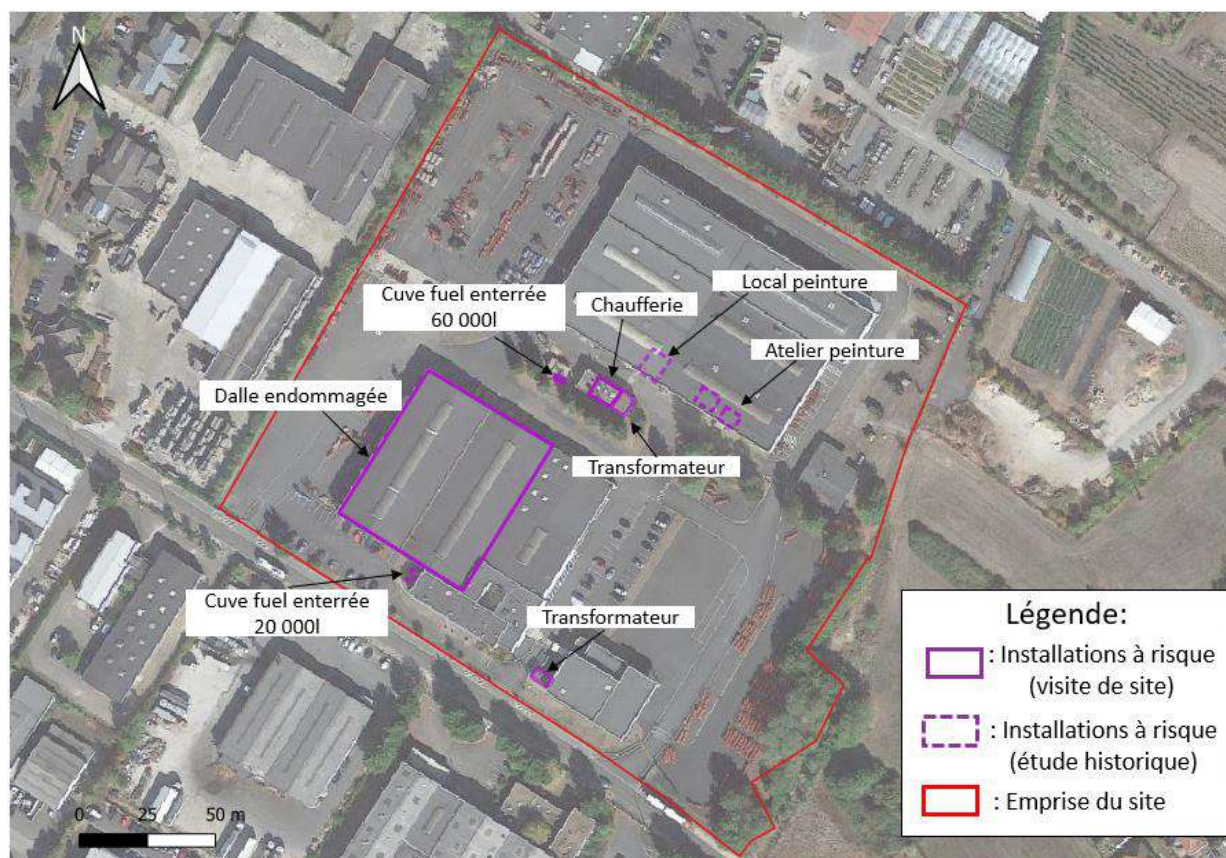 N
Local peinture
Cuve fuel enterrée
60 000l
Chaufferie
Atelier peinture
Dalle endommagée
Transformateur
Cuve fuel enterrée
20 000l
Transformateur
Légende:
: Installations à risque
(visite de site)
: Installations à risque
(étude historique)
: Emprise du site
0 25 50 m